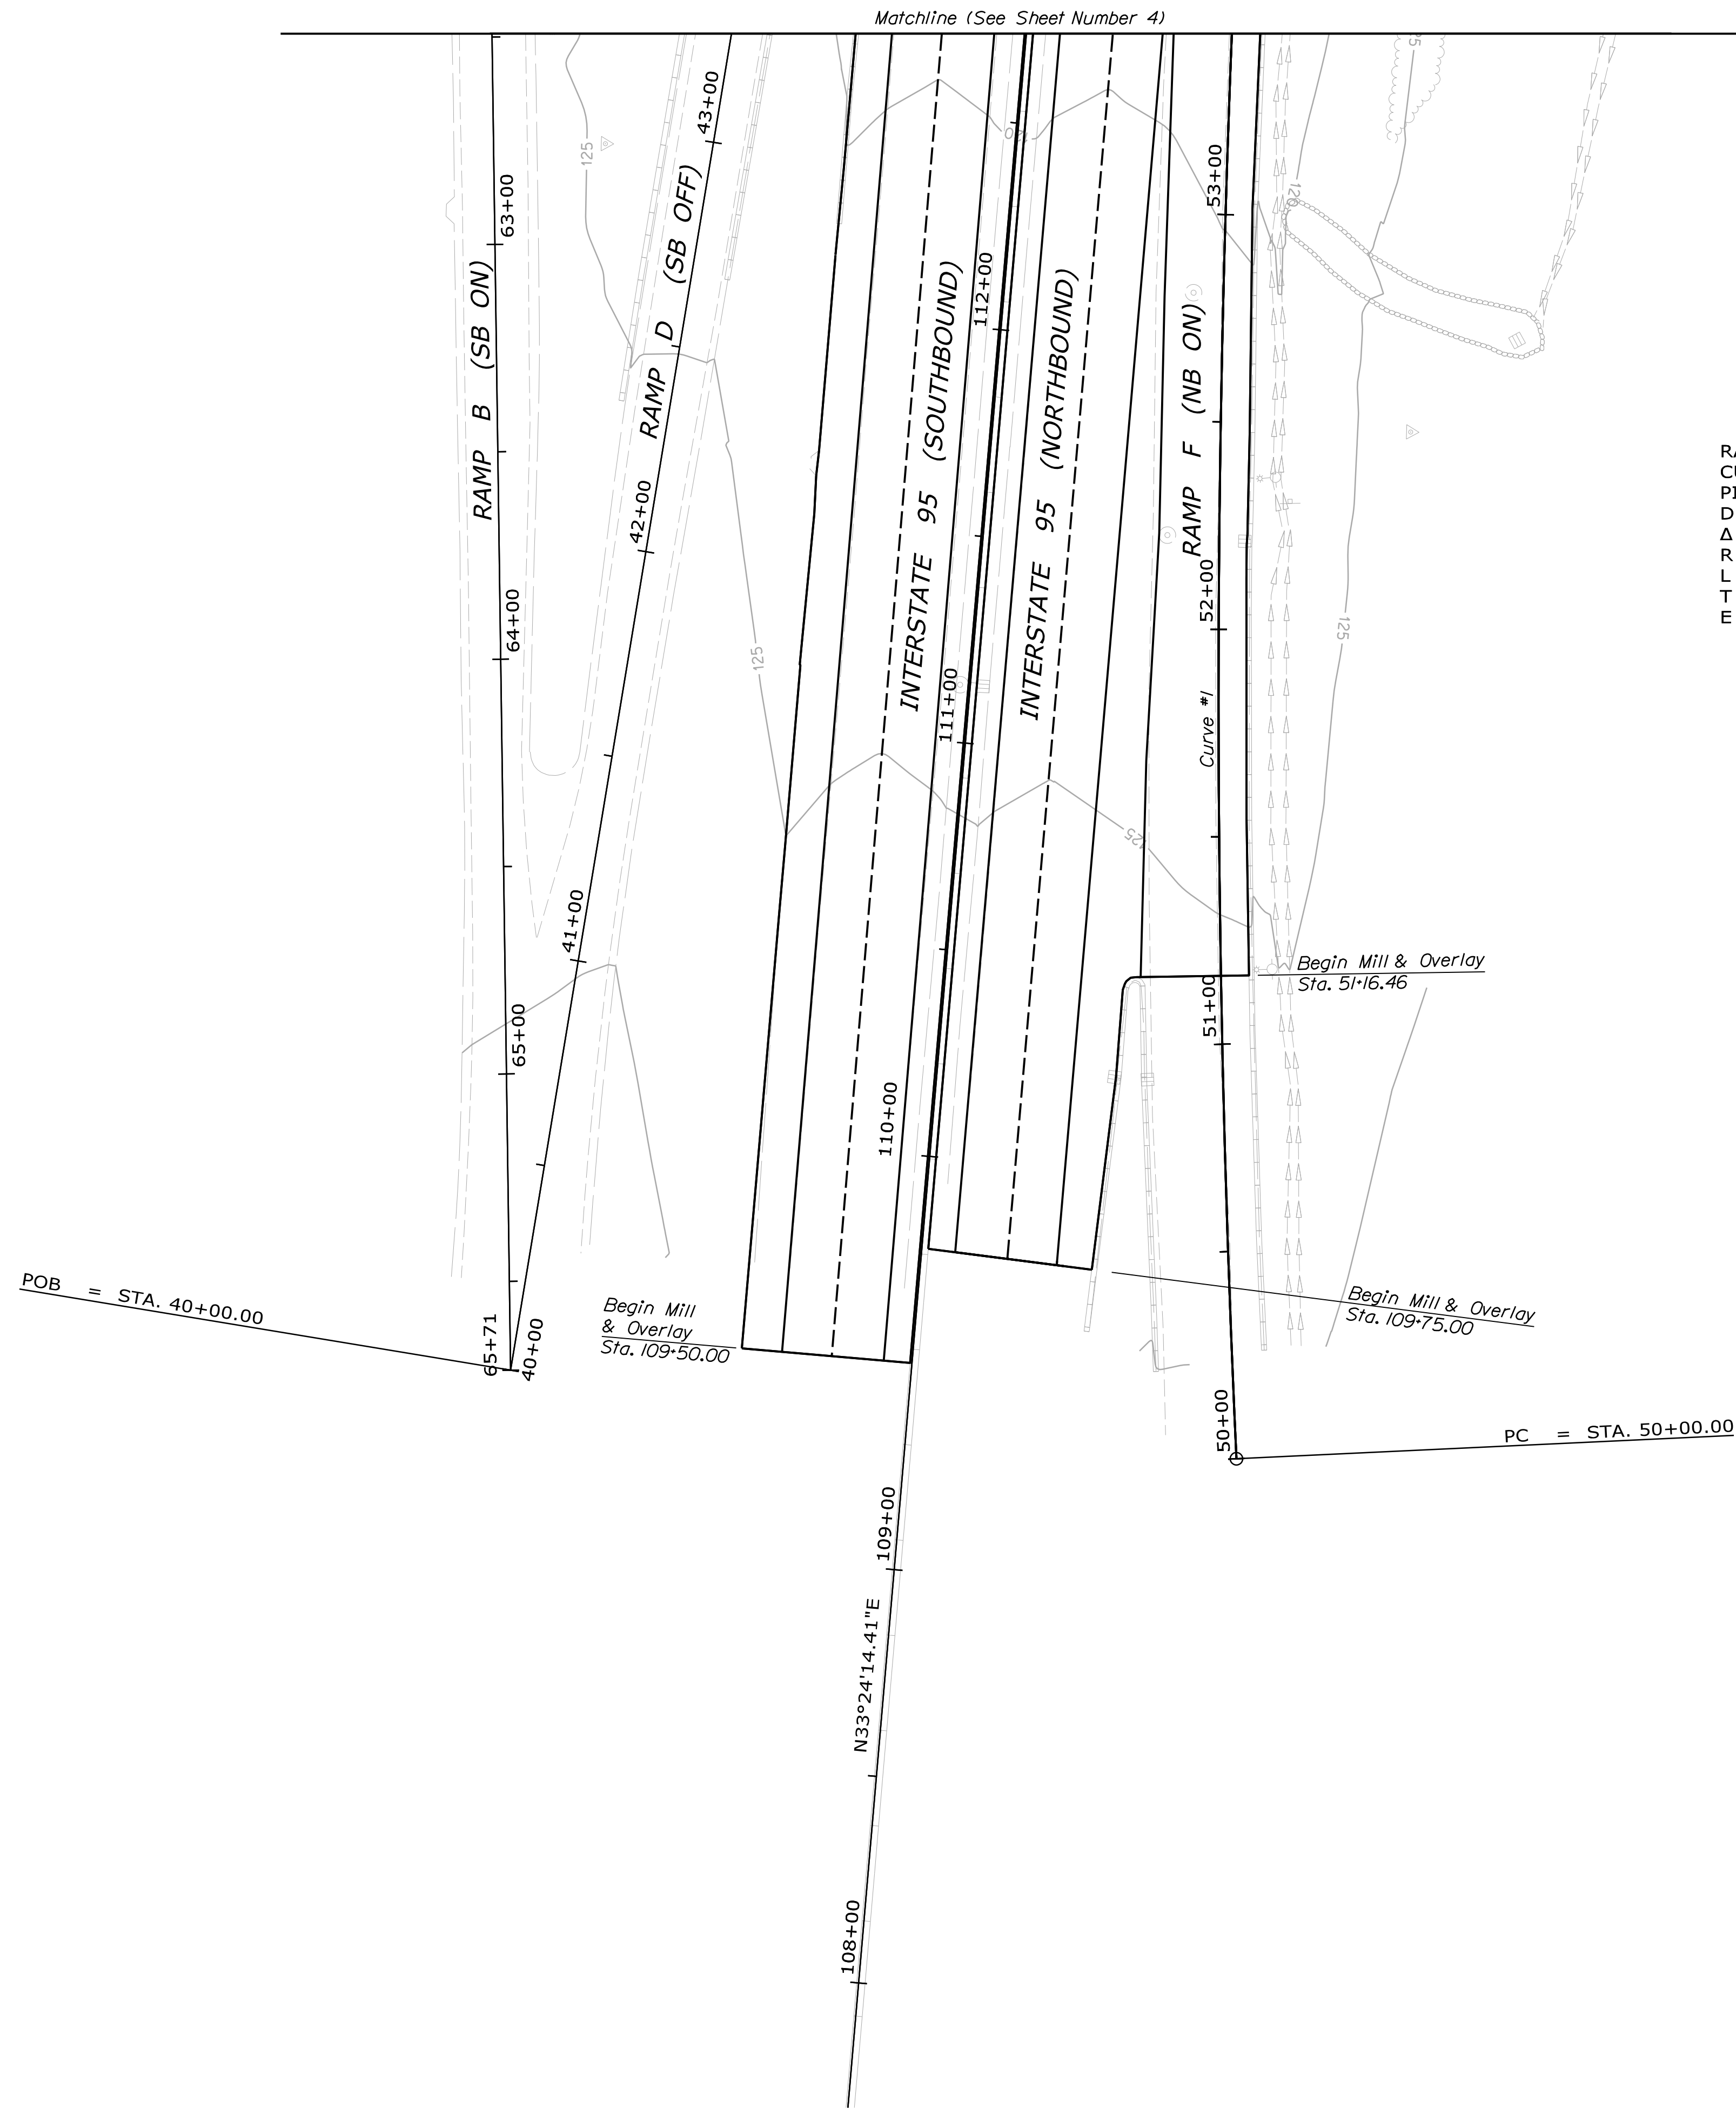 Matchline (See Sheet Number 4)
43+00
53+00
63+00
RAMP B (SB ON)
RAMP D (SB OFF)
125
112+00
INTERSTATE 95 (SOUTHBOUND)
INTERSTATE 95 (NORTHBOUND)
RAMP F (NB ON)
120
42+00
52+00
64+00
125
125
111+00
Curve #1
125
41+00
Begin Mill & Overlay
Sta. 51+16.46
51+00
65+00
110+00
POB = STA. 40+00.00
65+71
40+00
Begin Mill
& Overlay
Sta. 109+50.00
Begin Mill & Overlay
Sta. 109+75.00
50+00
PC = STA. 50+00.00
109+00
N33°24'14.41"E
108+00
D
Δ
R
L
T
E